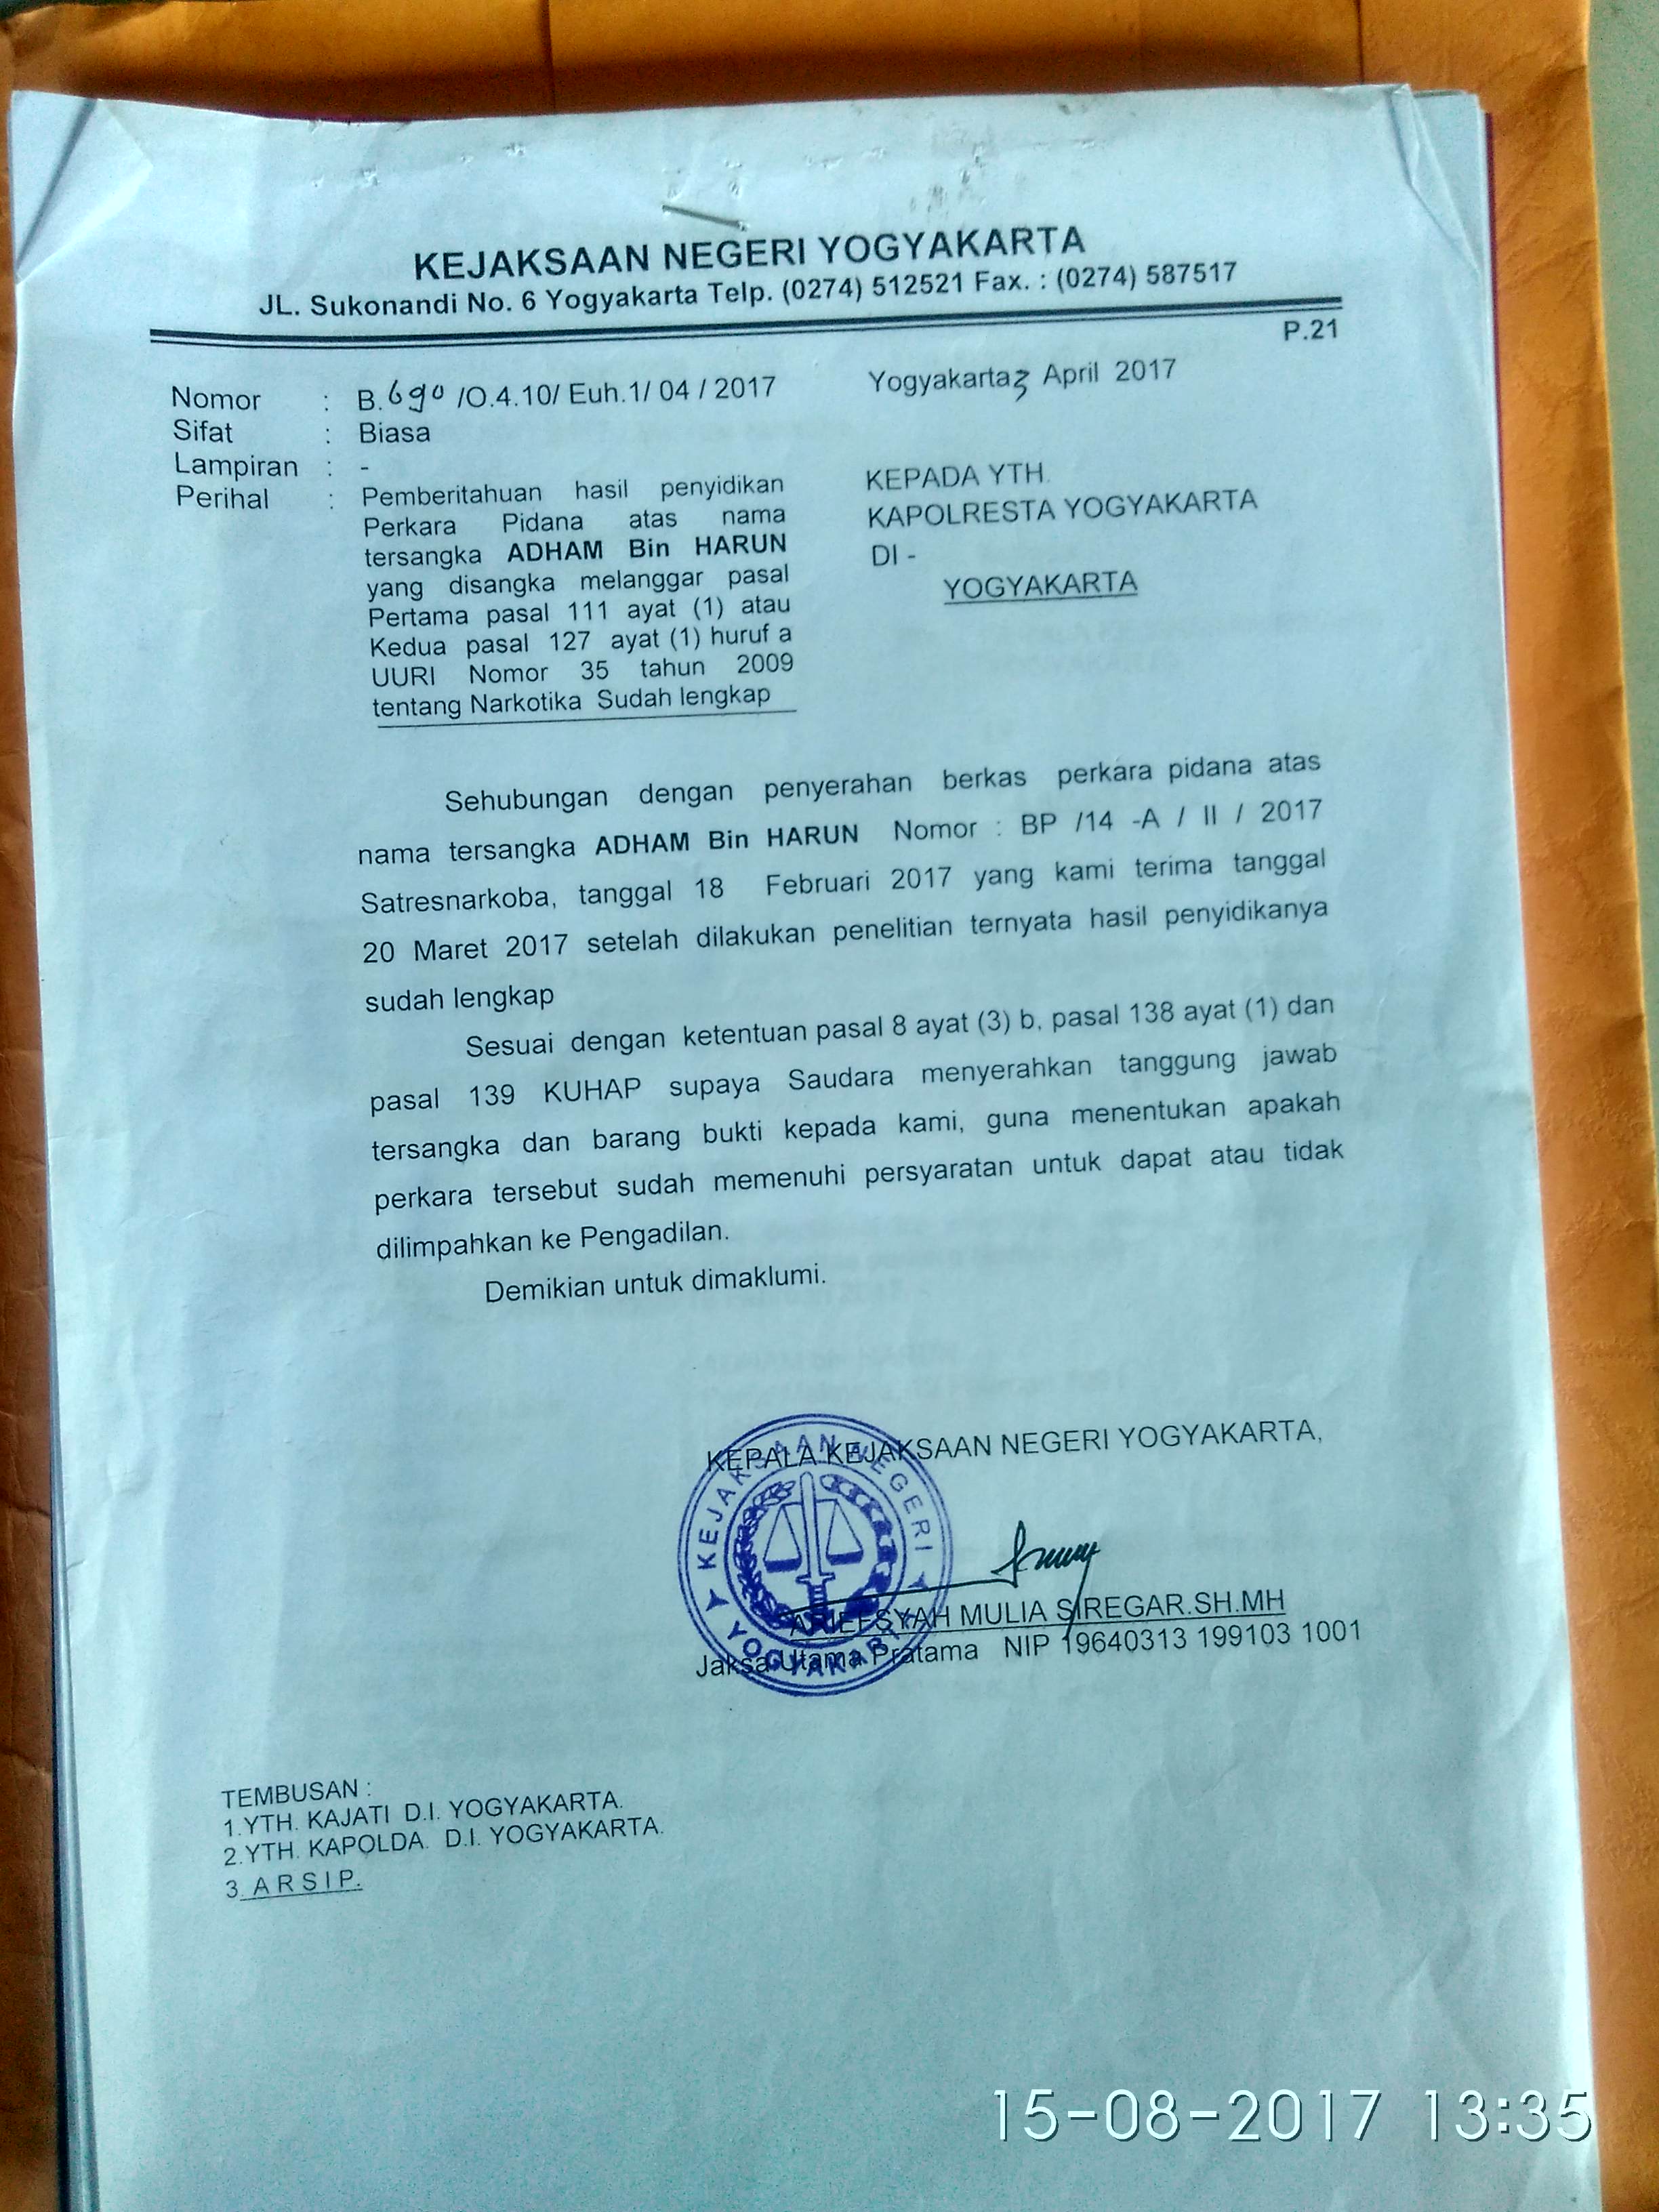 KEJAKSAAN NEGERI YOGYAKARTA
JL. Sukonandi No. 6 Yogyakarta Telp. (0274) 512521 Fax. : (0274) 587517
P.21
Nomor : B.690 /O.4.10/ Euh.1/ 04 / 2017
Yogyakarta 3 April 2017
Sifat : Biasa
Lampiran : -
Perihal : Pemberitahuan hasil penyidikan
Perkara Pidana atas nama
tersangka ADHAM Bin HARUN
yang disangka melanggar pasal
Pertama pasal 111 ayat (1) atau
Kedua pasal 127 ayat (1) huruf a
UURI Nomor 35 tahun 2009
tentang Narkotika Sudah lengkap
KEPADA YTH.
KAPOLRESTA YOGYAKARTA
DI -
YOGYAKARTA
Sehubungan dengan penyerahan berkas perkara pidana atas
nama tersangka ADHAM Bin HARUN Nomor : BP /14 -A / II / 2017
Satresnarkoba, tanggal 18 Februari 2017 yang kami terima tanggal
20 Maret 2017 setelah dilakukan penelitian ternyata hasil penyidikanya
sudah lengkap
Sesuai dengan ketentuan pasal 8 ayat (3) b, pasal 138 ayat (1) dan
pasal 139 KUHAP supaya Saudara menyerahkan tanggung jawab
tersangka dan barang bukti kepada kami, guna menentukan apakah
perkara tersebut sudah memenuhi persyaratan untuk dapat atau tidak
dilimpahkan ke Pengadilan.
Demikian untuk dimaklumi.
KEPALA KEJAKSAAN NEGERI YOGYAKARTA,
KEJAKSAAN NEGERI
YOGYAKARTA
ARIEFSYAH MULIA SIREGAR.SH.MH
Jaksa Utama Pratama NIP 19640313 199103 1001
TEMBUSAN :
1.YTH. KAJATI D.I. YOGYAKARTA.
2.YTH. KAPOLDA. D.I. YOGYAKARTA.
3. A R S I P.
15-08-2017 13:35